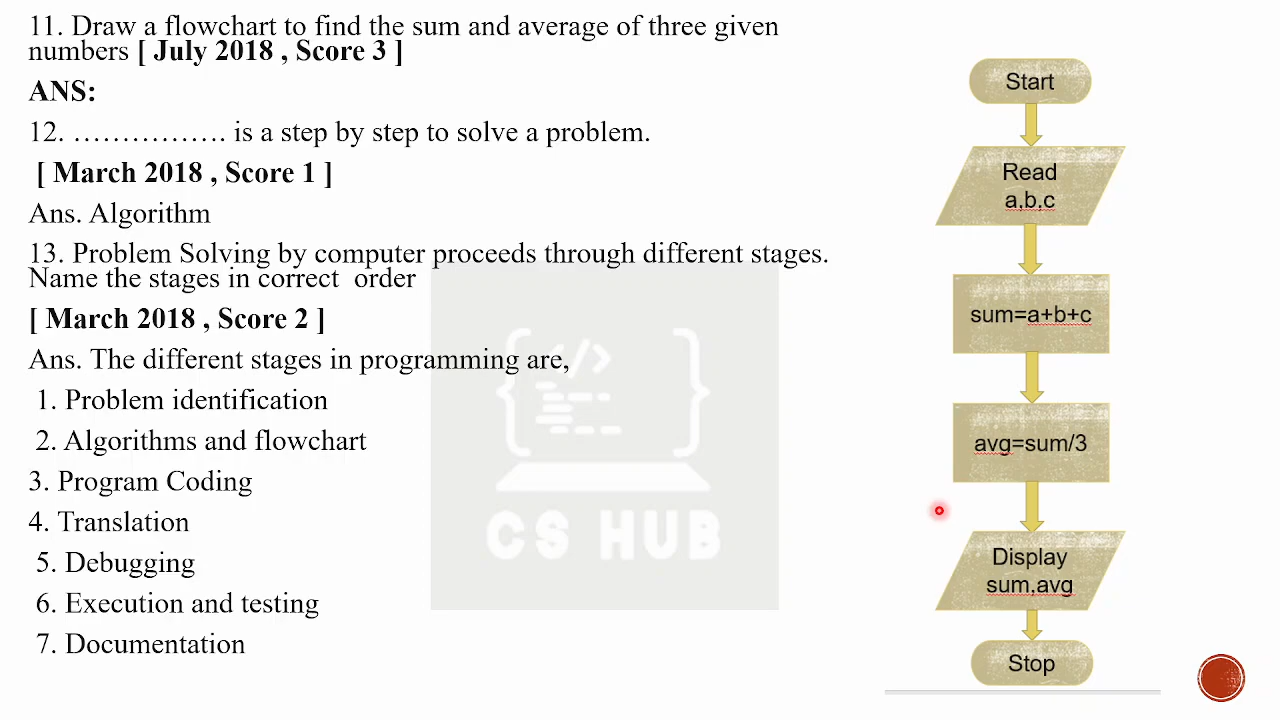 11. Draw a flowchart to find the sum and average of three given
numbers [ July 2018 , Score 3 ]
ANS:
12. ……………. is a step by step to solve a problem.
[ March 2018 , Score 1 ]
Ans. Algorithm
13. Problem Solving by computer proceeds through different stages.
Name the stages in correct order
[ March 2018 , Score 2 ]
Ans. The different stages in programming are,
1. Problem identification
2. Algorithms and flowchart
3. Program Coding
4. Translation
5. Debugging
6. Execution and testing
7. Documentation
CS HUB
Start
Read
a,b,c
sum=a+b+c
avg=sum/3
Display
sum,avg
Stop